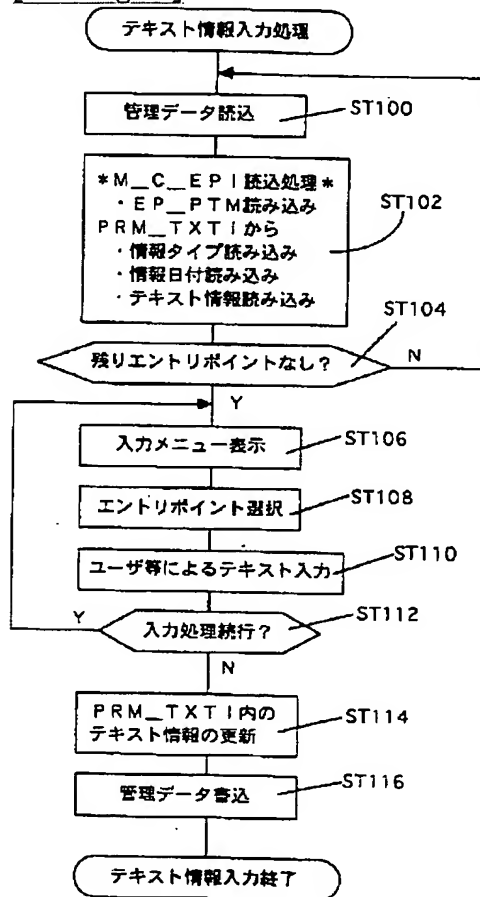 テキスト情報入力処理
管理データ読込
ST100
*M_C_EPI読込処理*
・EP_PTM読み込み
PRM_TXTIから
・情報タイプ読み込み
・情報日付読み込み
・テキスト情報読み込み
ST102
ST104
残りエントリポイントなし?
N
Y
入力メニュー表示
ST106
エントリポイント選択
ST108
ユーザ等によるテキスト入力
ST110
Y
入力処理続行?
ST112
N
PRM_TXTI内の
テキスト情報の更新
ST114
管理データ書込
ST116
テキスト情報入力終了